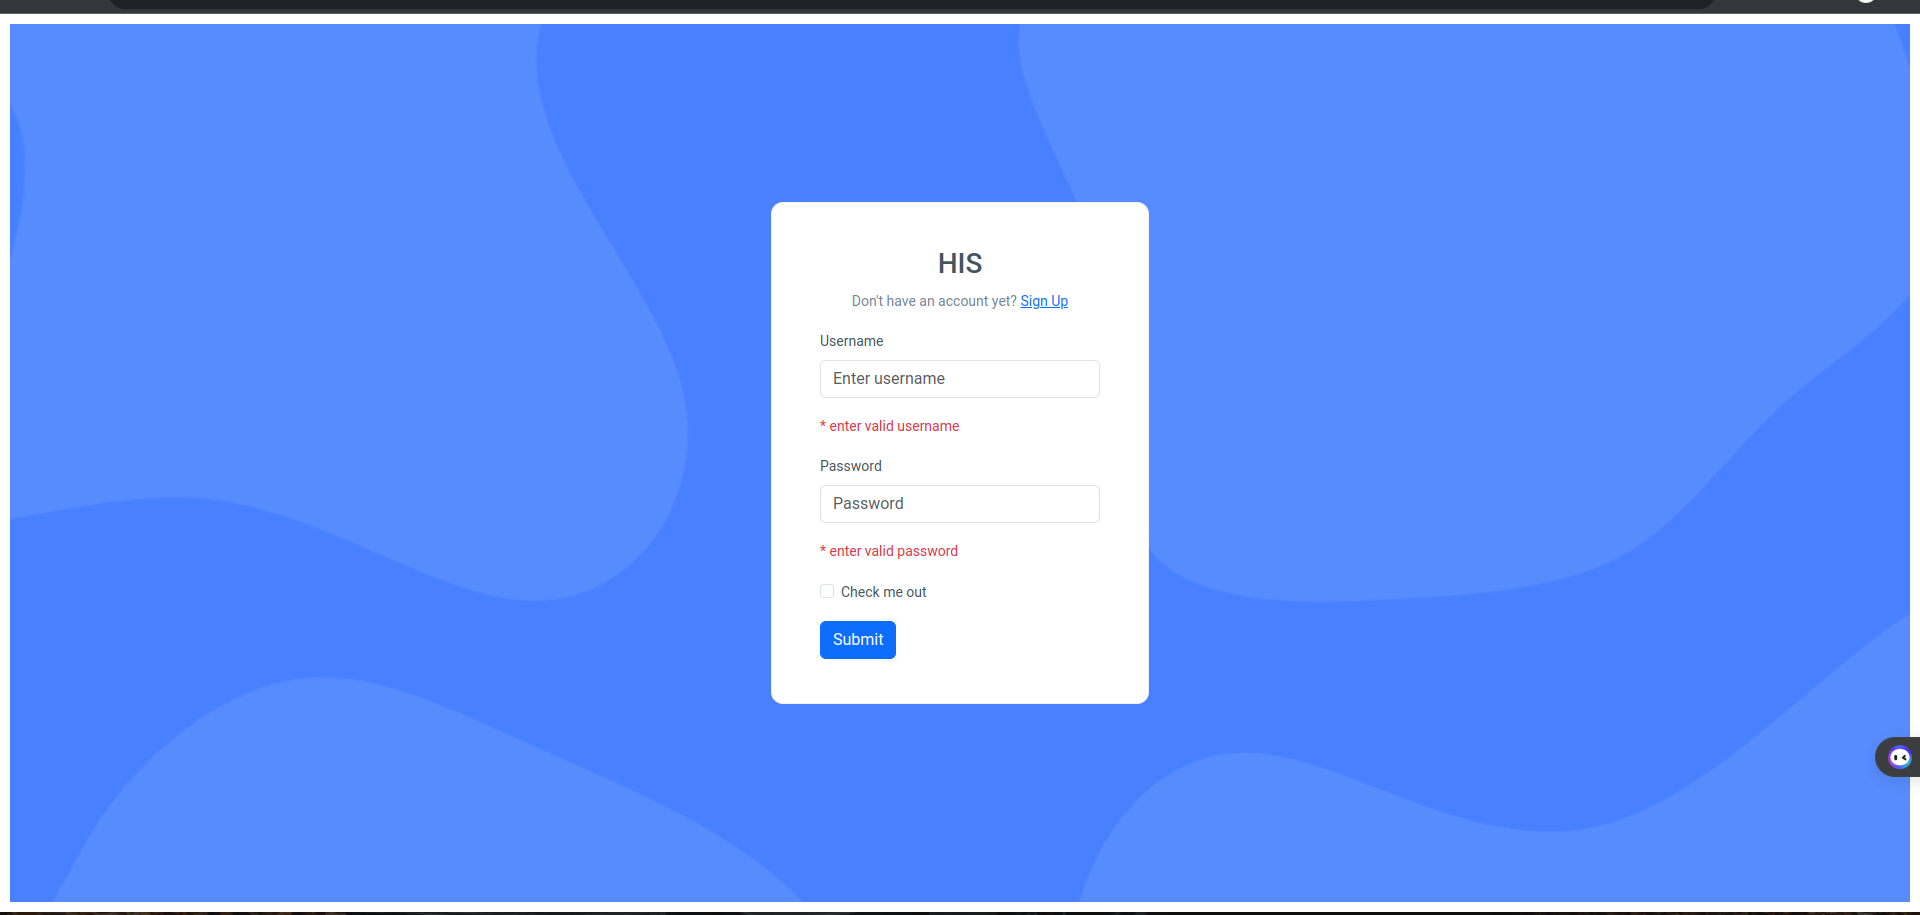 HIS
Don't have an account yet? Sign Up
Username
Enter username
* enter valid username
Password
Password
* enter valid password
Check me out
Submit